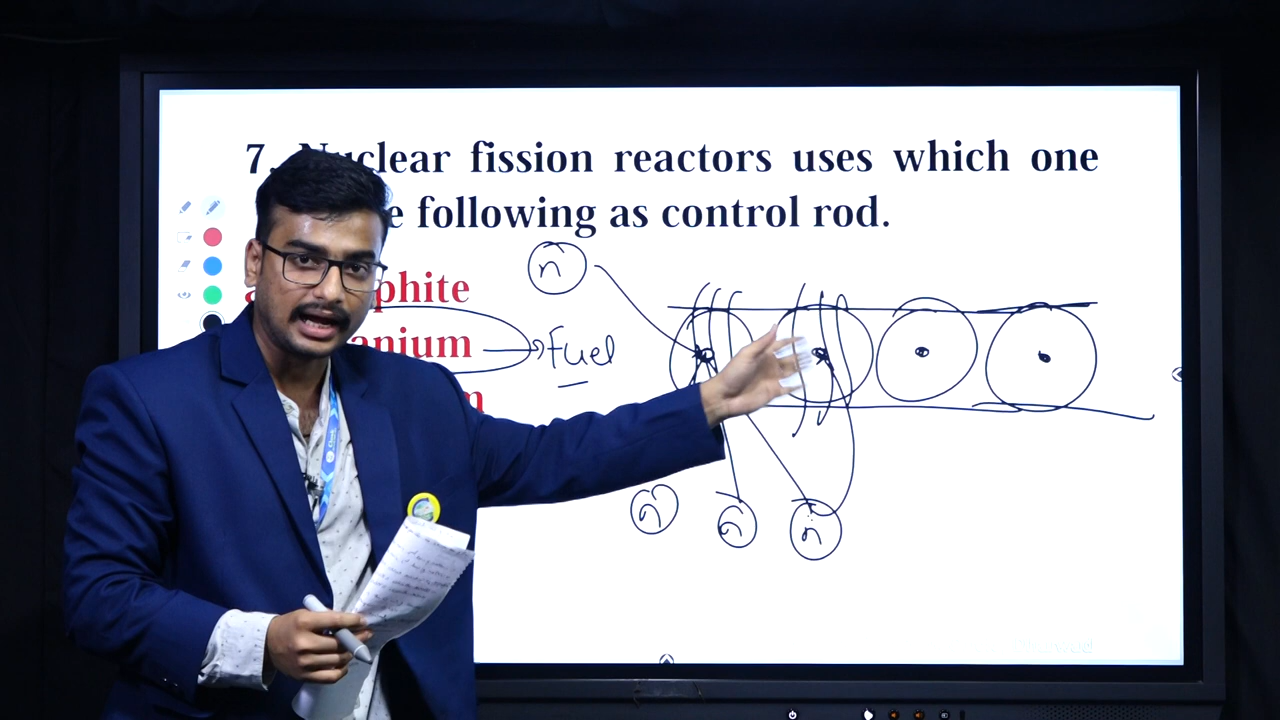 7. Nuclear fission reactors uses which one
e following as control rod.
n
phite
anium
Fuel
m
n
n
n